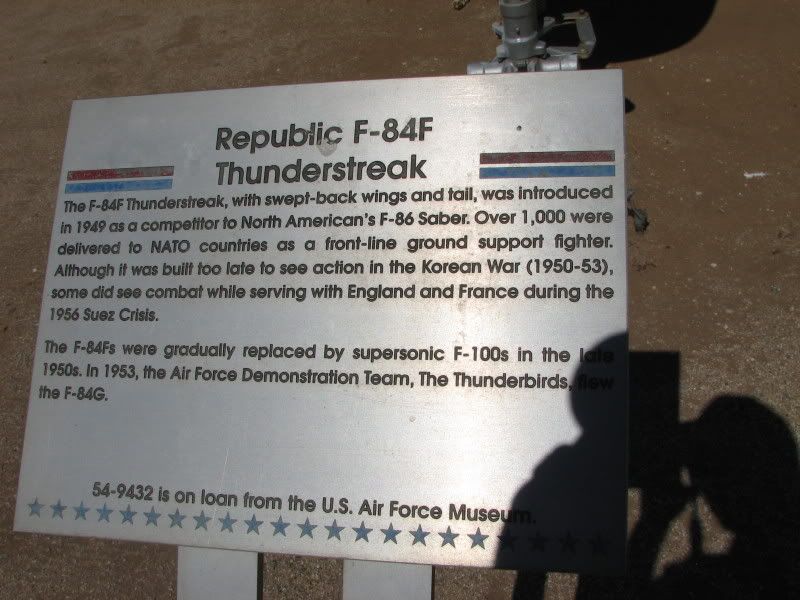 Republic F-84F
Thunderstreak
The F-84F Thunderstreak, with swept-back wings and tail, was introduced
in 1949 as a competitor to North American's F-86 Saber. Over 1,000 were
delivered to NATO countries as a front-line ground support fighter.
Although it was built too late to see action in the Korean War (1950-53),
some did see combat while serving with England and France during the
1956 Suez Crisis.
The F-84Fs were gradually replaced by supersonic F-100s in the late
1950s. In 1953, the Air Force Demonstration Team, The Thunderbirds, flew
the F-84G.
54-9432 is on loan from the U.S. Air Force Museum.